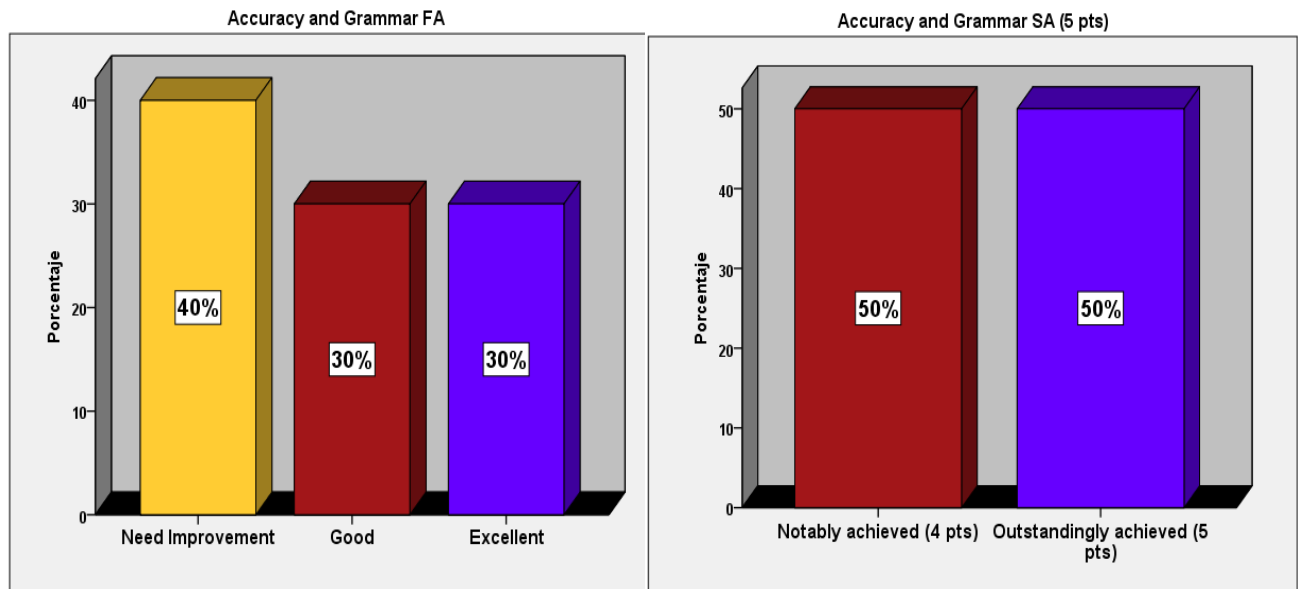 Accuracy and Grammar FA
Porcentaje
40
30
20
10
0
40%
30%
30%
Need Improvement
Good
Excellent
Accuracy and Grammar SA (5 pts)
Porcentaje
50
40
30
20
10
0
50%
50%
Notably achieved (4 pts)
Outstandingly achieved (5
pts)